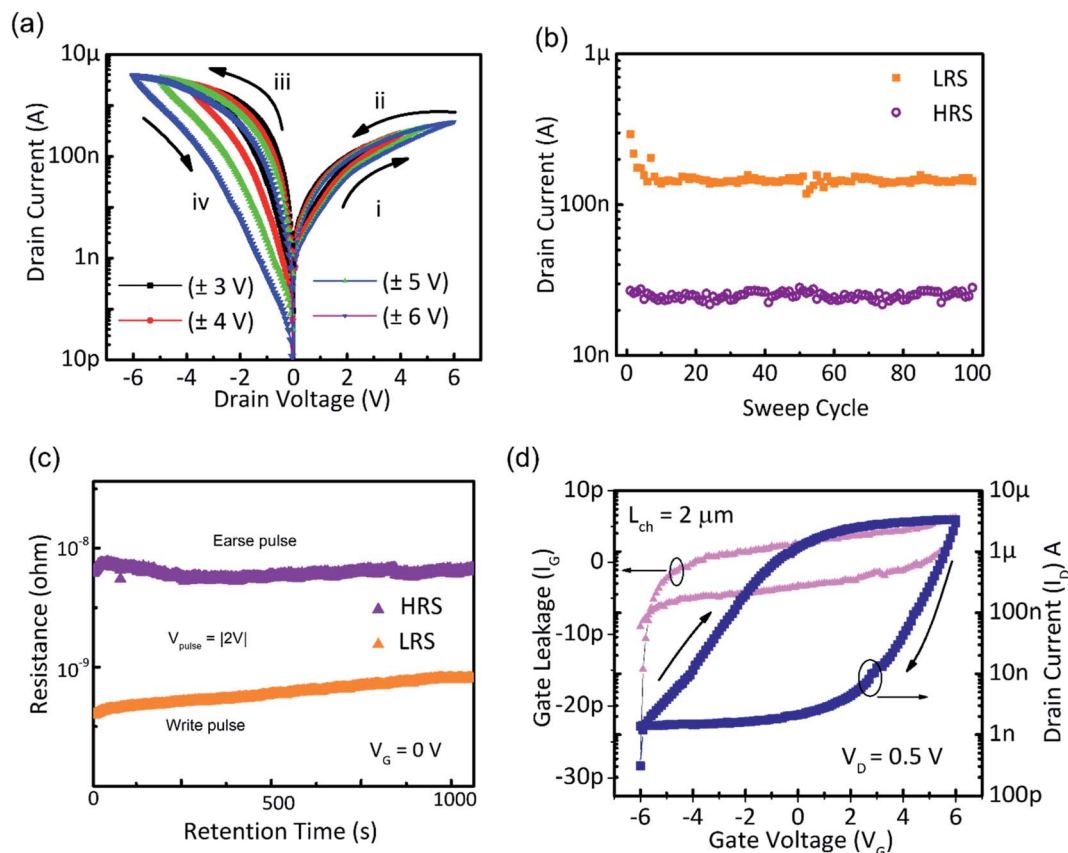 (a)
10μ
100n
1n
10p
Drain Current (A)
iii
ii
iv
i
(± 3 V)
(± 4 V)
(± 5 V)
(± 6 V)
-6 -4 -2 0 2 4 6
Drain Voltage (V)
(b)
1μ
100n
10n
Drain Current (A)
LRS
HRS
0 20 40 60 80 100
Sweep Cycle
(c)
10⁻⁸
10⁻⁹
Resistance (ohm)
Earse pulse
HRS
LRS
Vpulse = |2V|
Write pulse
VG = 0 V
0 500 1000
Retention Time (s)
(d)
10p
0
-10p
-20p
-30p
Gate Leakage (IG)
Lch = 2 μm
VD = 0.5 V
10μ
1μ
100n
10n
1n
100p
Drain Current (ID) A
-6 -4 -2 0 2 4 6
Gate Voltage (VG)